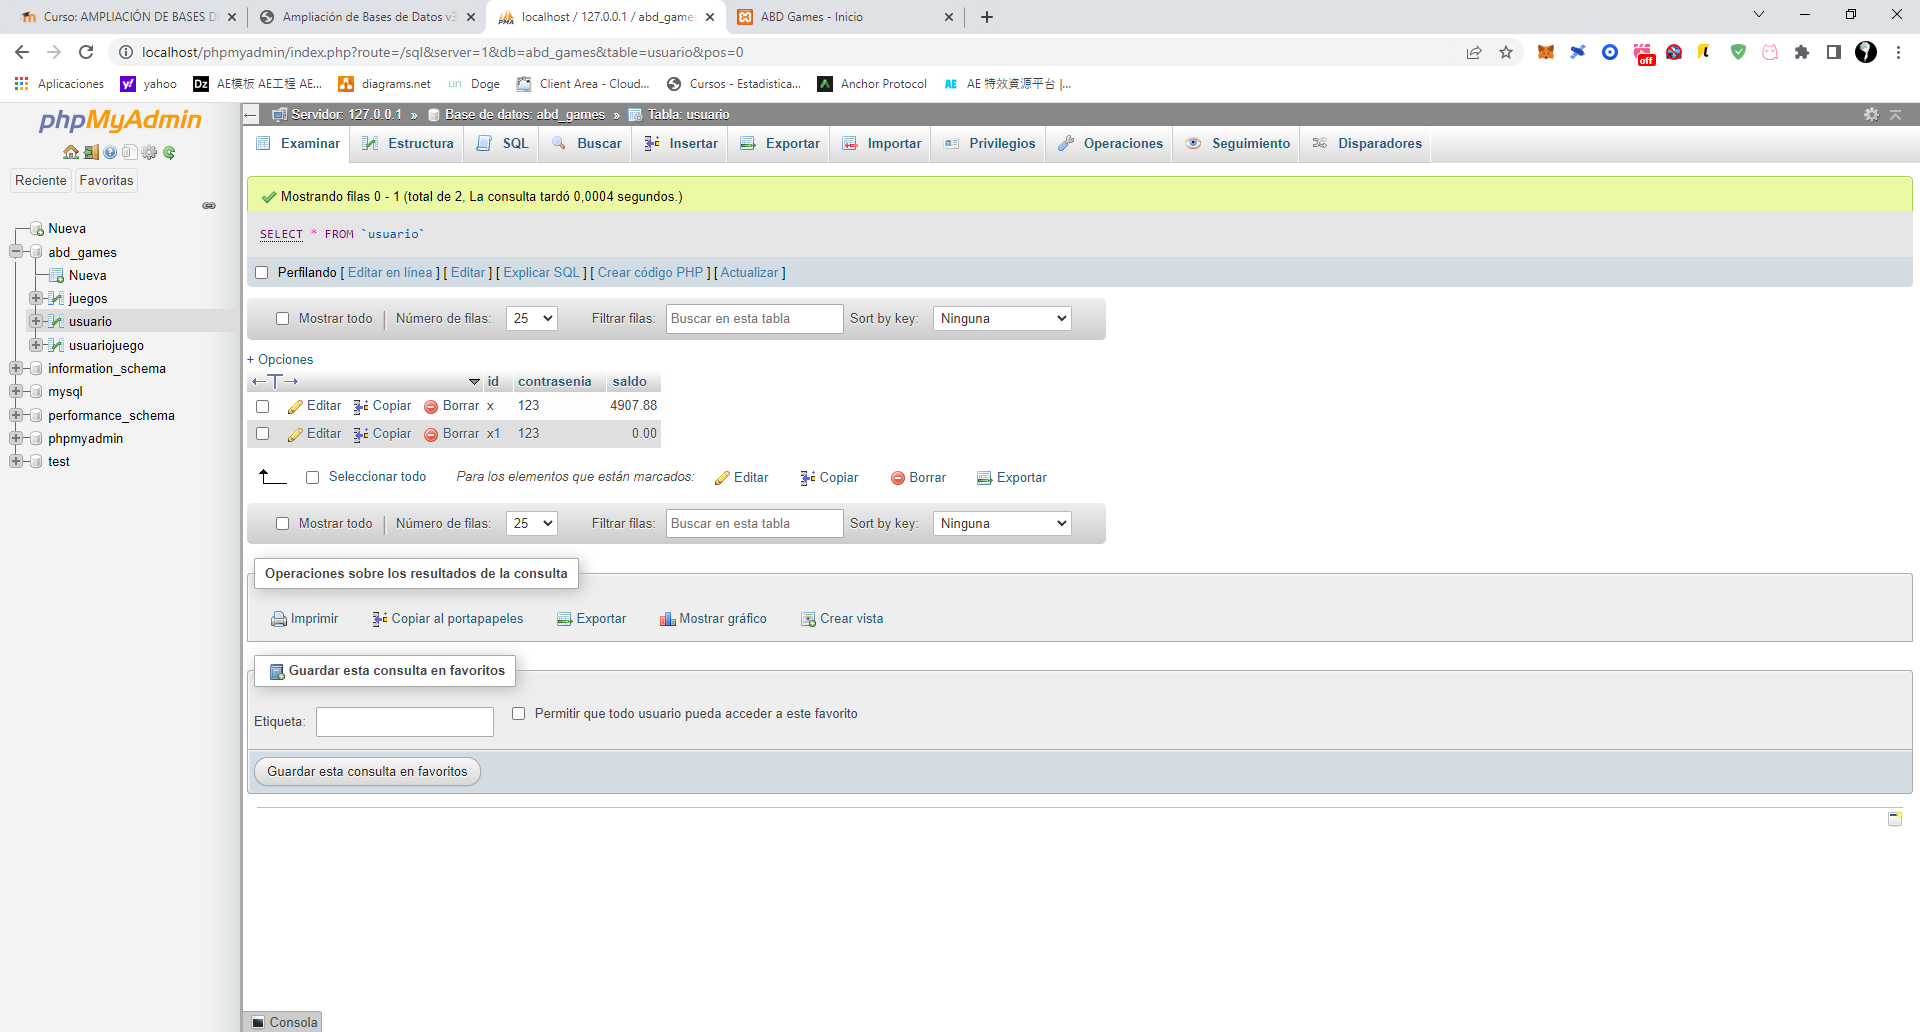 Curso: AMPLIACIÓN DE BASES D
Ampliación de Bases de Datos v3
localhost / 127.0.0.1 / abd_games
ABD Games - Inicio
localhost/phpmyadmin/index.php?route=/sql&server=1&db=abd_games&table=usuario&pos=0
off
Aplicaciones
yahoo
Dz AE模板 AE工程 AE...
diagrams.net
un Doge
Client Area - Cloud...
Cursos - Estadistica...
Anchor Protocol
AE AE 特效資源平台 |...
phpMyAdmin
Reciente Favoritas
Nueva
abd_games
Nueva
juegos
usuario
usuariojuego
information_schema
mysql
performance_schema
phpmyadmin
test
Servidor: 127.0.0.1 » Base de datos: abd_games » Tabla: usuario
Examinar Estructura SQL Buscar Insertar Exportar Importar Privilegios Operaciones Seguimiento Disparadores
Mostrando filas 0 - 1 (total de 2, La consulta tardó 0,0004 segundos.)
SELECT * FROM `usuario`
Perfilando [ Editar en línea ] [ Editar ] [ Explicar SQL ] [ Crear código PHP ] [ Actualizar ]
Mostrar todo | Número de filas: 25 Filtrar filas: Buscar en esta tabla Sort by key: Ninguna
+ Opciones
←T→ id contrasenia saldo
Editar Copiar Borrar x 123 4907.88
Editar Copiar Borrar x1 123 0.00
Seleccionar todo Para los elementos que están marcados: Editar Copiar Borrar Exportar
Mostrar todo | Número de filas: 25 Filtrar filas: Buscar en esta tabla Sort by key: Ninguna
Operaciones sobre los resultados de la consulta
Imprimir Copiar al portapapeles Exportar Mostrar gráfico Crear vista
Guardar esta consulta en favoritos
Etiqueta: Permitir que todo usuario pueda acceder a este favorito
Guardar esta consulta en favoritos
Consola